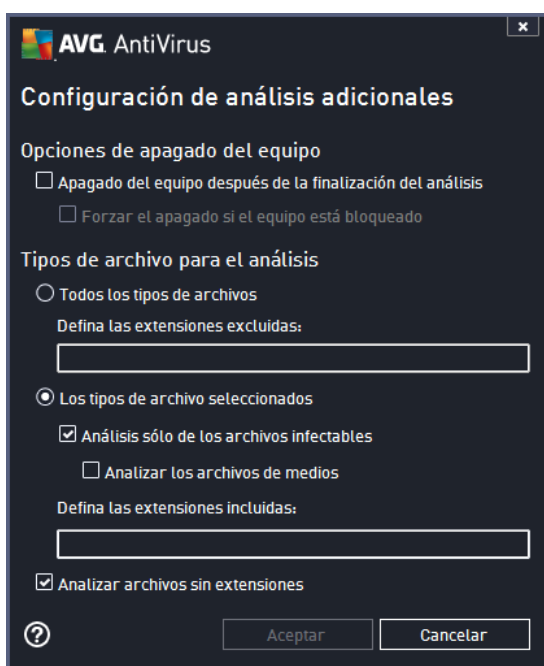 AVG. AntiVirus
Configuración de análisis adicionales
Opciones de apagado del equipo
Apagado del equipo después de la finalización del análisis
Forzar el apagado si el equipo está bloqueado
Tipos de archivo para el análisis
Todos los tipos de archivos
Defina las extensiones excluidas:
Los tipos de archivo seleccionados
Análisis sólo de los archivos infectables
Analizar los archivos de medios
Defina las extensiones incluidas:
Analizar archivos sin extensiones
? Aceptar Cancelar